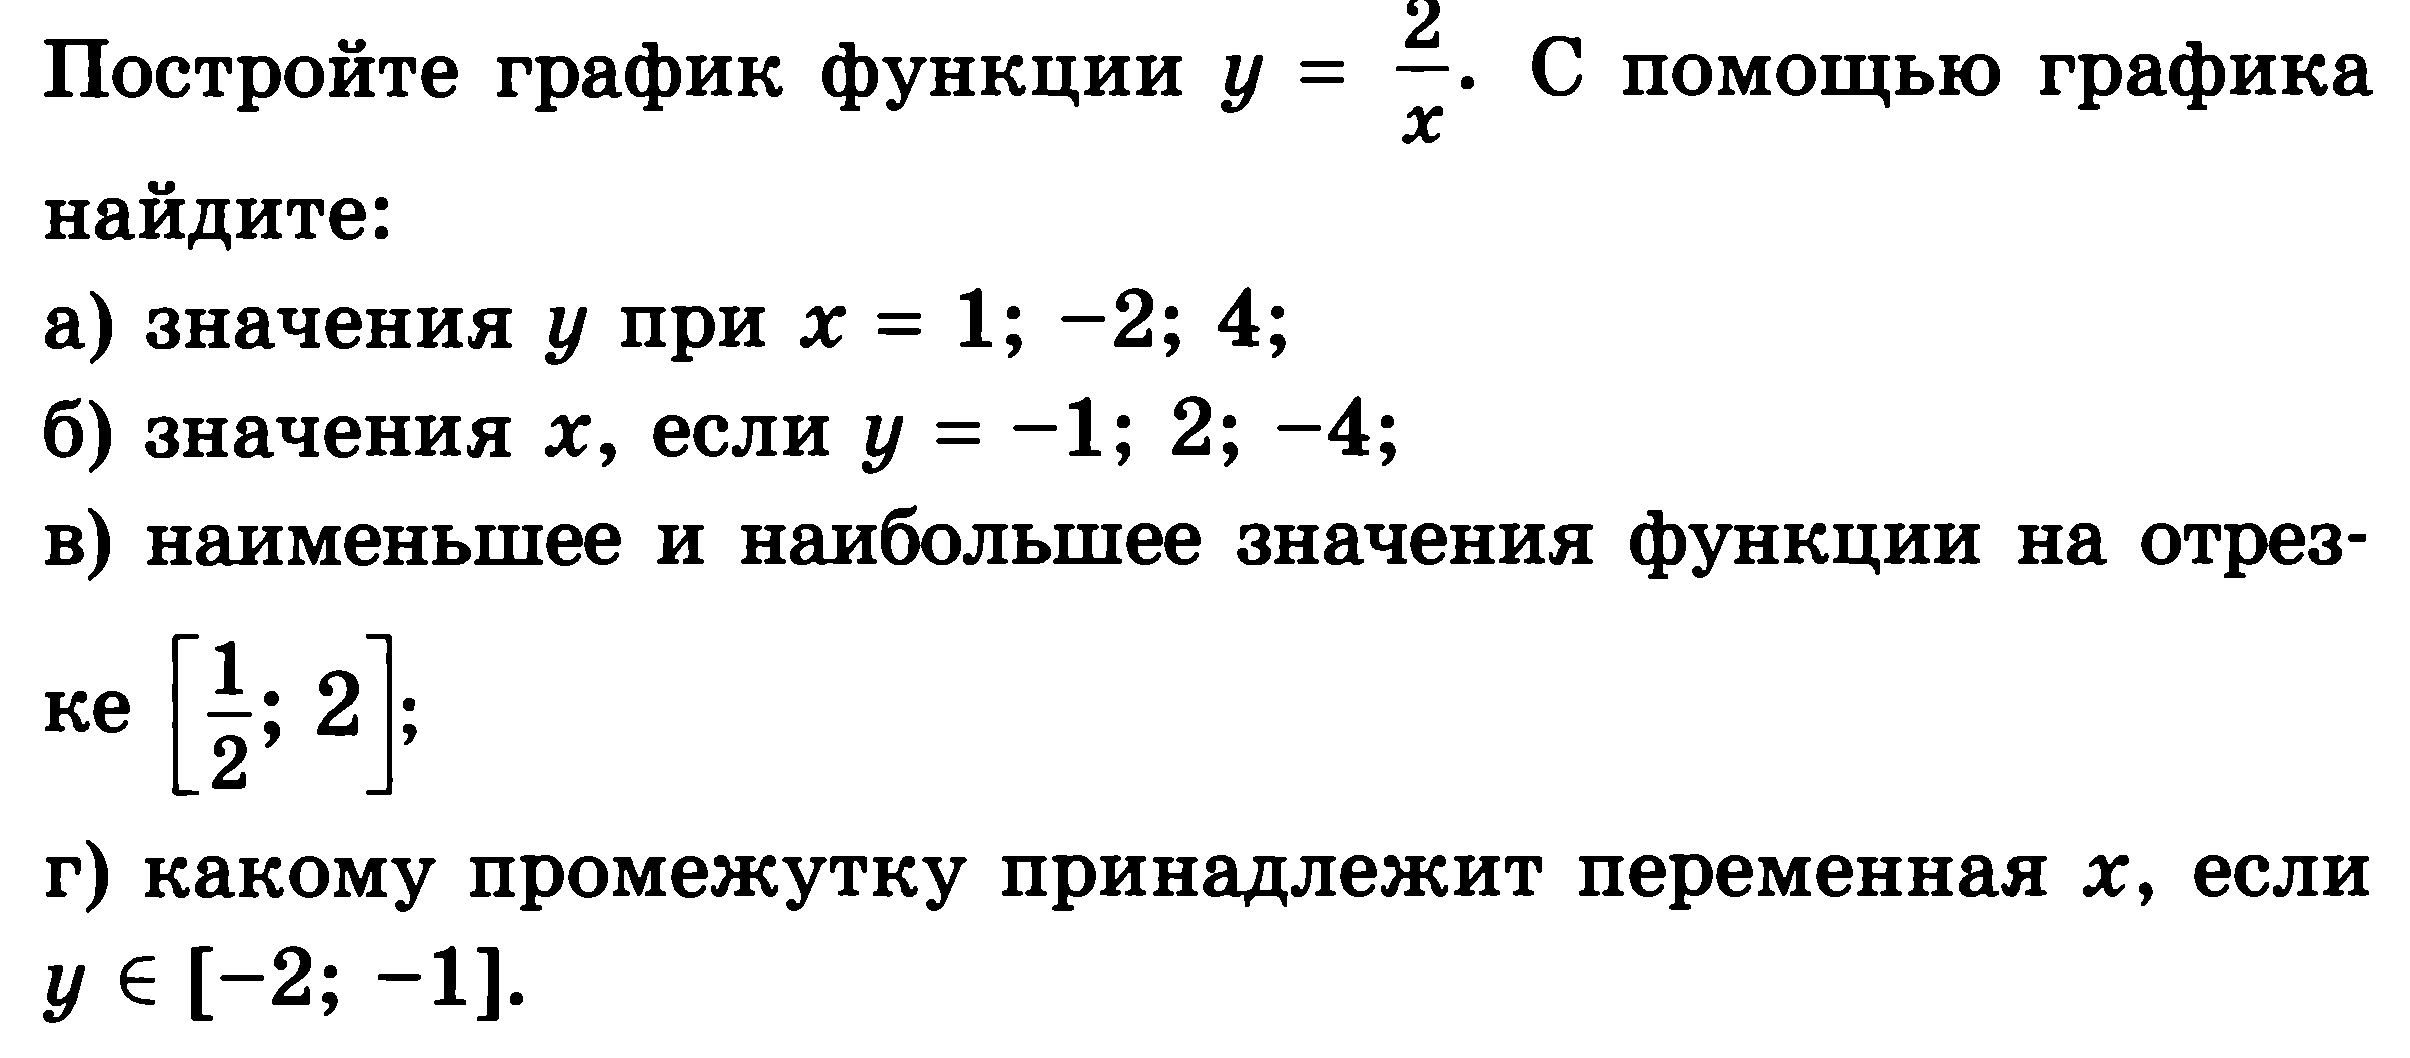 Постройте график функции y = 2/x. С помощью графика
найдите:
а) значения y при x = 1; −2; 4;
б) значения x, если y = −1; 2; −4;
в) наименьшее и наибольшее значения функции на отрез-
ке [1/2; 2];
г) какому промежутку принадлежит переменная x, если
y ∈ [−2; −1].